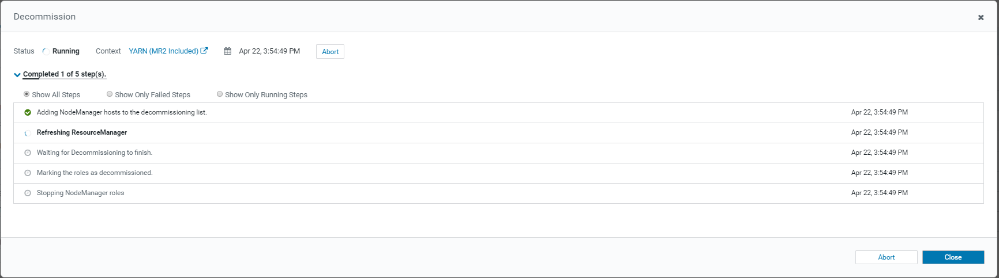 Decommission
Status Running Context YARN (MR2 Included) Apr 22, 3:54:49 PM Abort
Completed 1 of 5 step(s).
Show All Steps Show Only Failed Steps Show Only Running Steps
Adding NodeManager hosts to the decommissioning list. Apr 22, 3:54:49 PM
Refreshing ResourceManager Apr 22, 3:54:49 PM
Waiting for Decommissioning to finish. Apr 22, 3:54:49 PM
Marking the roles as decommissioned. Apr 22, 3:54:49 PM
Stopping NodeManager roles Apr 22, 3:54:49 PM
Abort Close